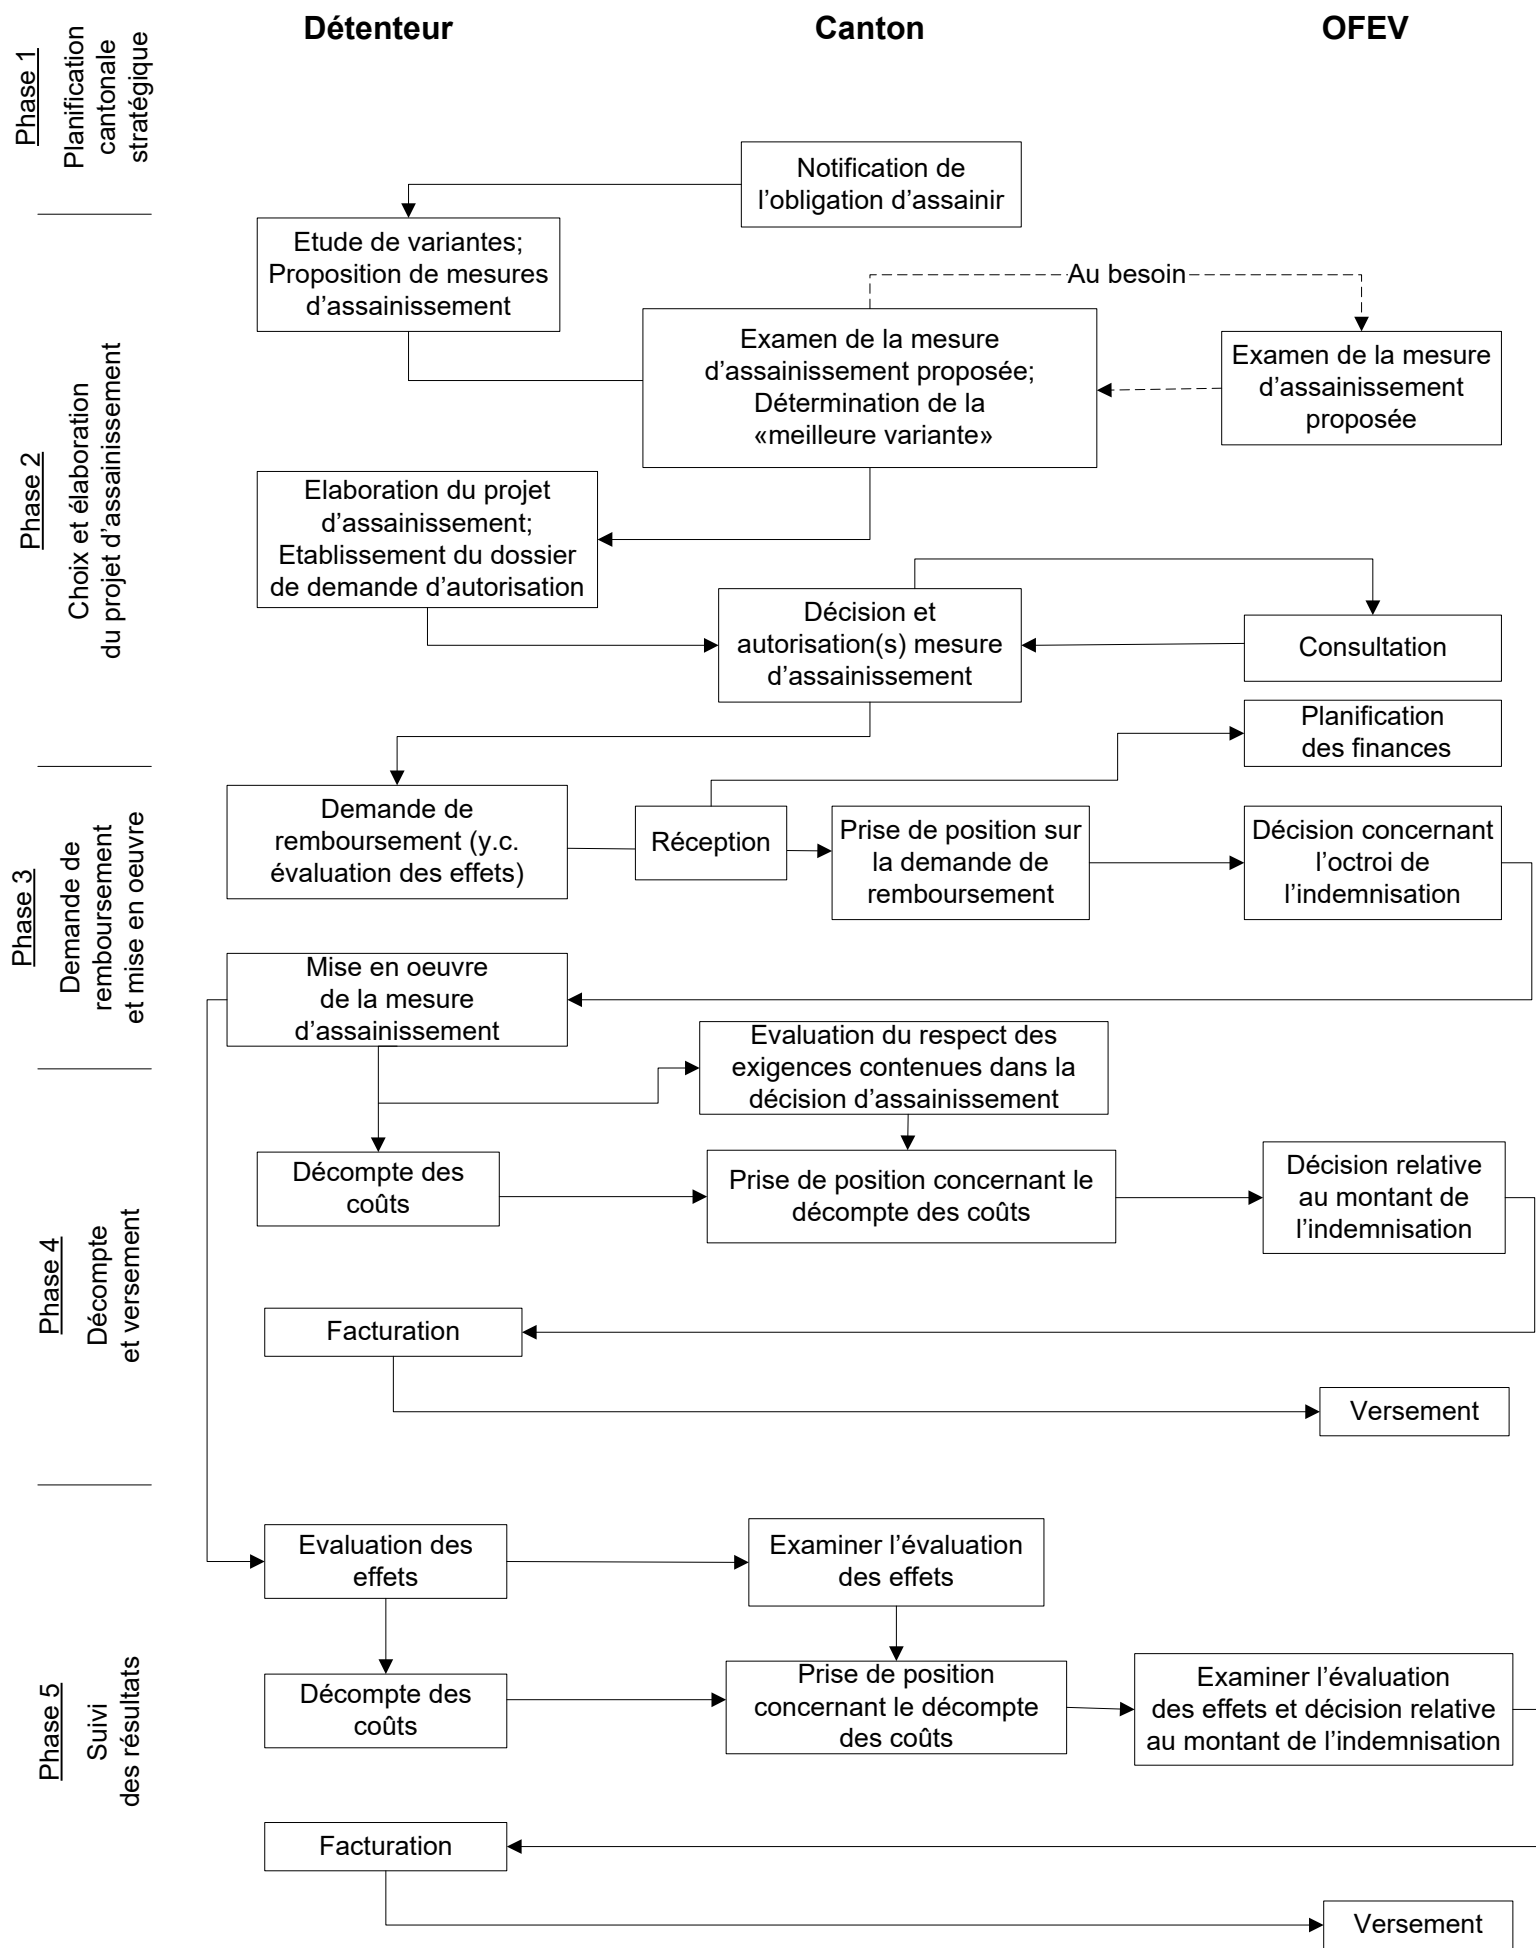 Détenteur
Canton
OFEV
Phase 1
Planification
cantonale
stratégique
Notification de
l’obligation d’assainir
Phase 2
Choix et élaboration
du projet d’assainissement
Etude de variantes;
Proposition de mesures
d’assainissement
Au besoin
Examen de la mesure
d’assainissement proposée;
Détermination de la
«meilleure variante»
Examen de la mesure
d’assainissement
proposée
Elaboration du projet
d’assainissement;
Etablissement du dossier
de demande d’autorisation
Décision et
autorisation(s) mesure
d’assainissement
Consultation
Planification
des finances
Phase 3
Demande de
remboursement
et mise en oeuvre
Demande de
remboursement (y.c.
évaluation des effets)
Réception
Prise de position sur
la demande de
remboursement
Décision concernant
l’octroi de
l’indemnisation
Mise en oeuvre
de la mesure
d’assainissement
Phase 4
Décompte
et versement
Evaluation du respect des
exigences contenues dans la
décision d’assainissement
Décompte des
coûts
Prise de position concernant le
décompte des coûts
Décision relative
au montant de
l’indemnisation
Facturation
Versement
Phase 5
Suivi
des résultats
Evaluation des
effets
Examiner l’évaluation
des effets
Décompte des
coûts
Prise de position
concernant le décompte
des coûts
Examiner l’évaluation
des effets et décision relative
au montant de l’indemnisation
Facturation
Versement